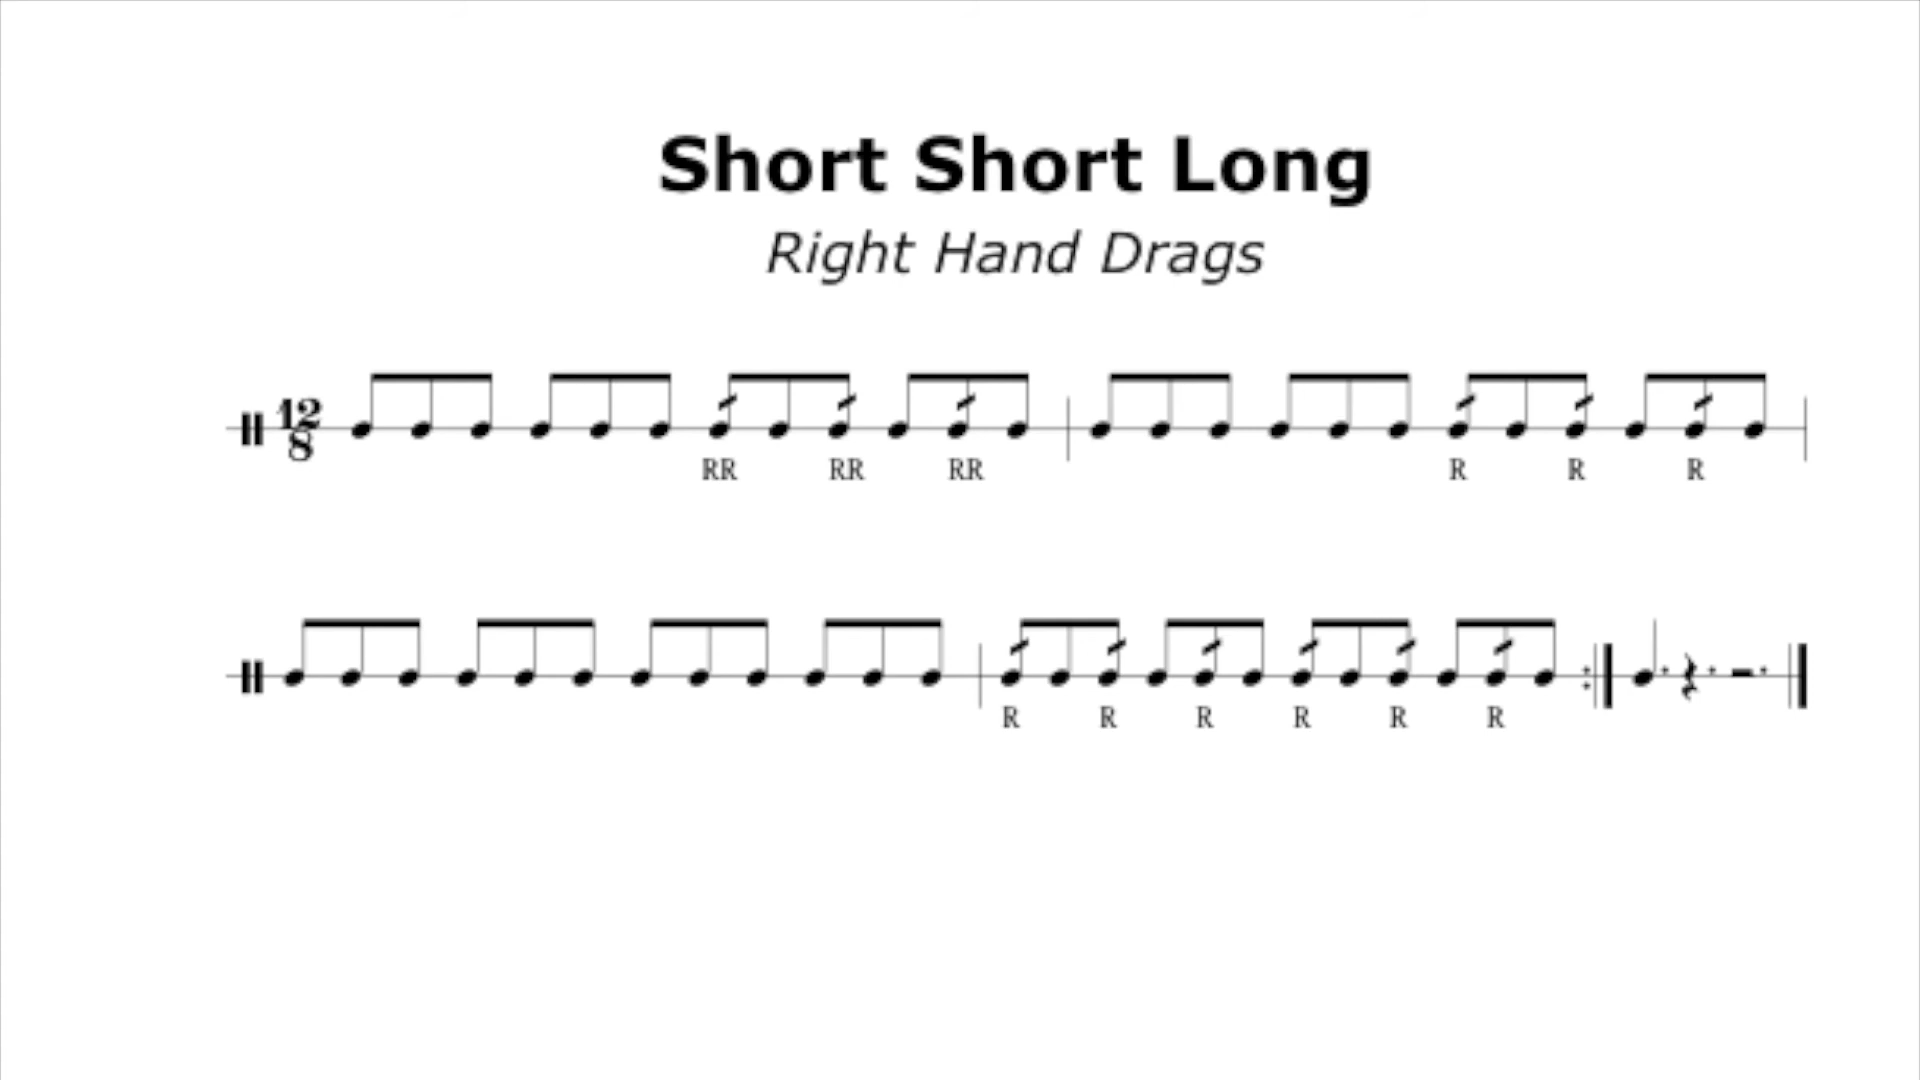 Short Short Long
Right Hand Drags
12
8
RR RR RR R R R
R R R R R R